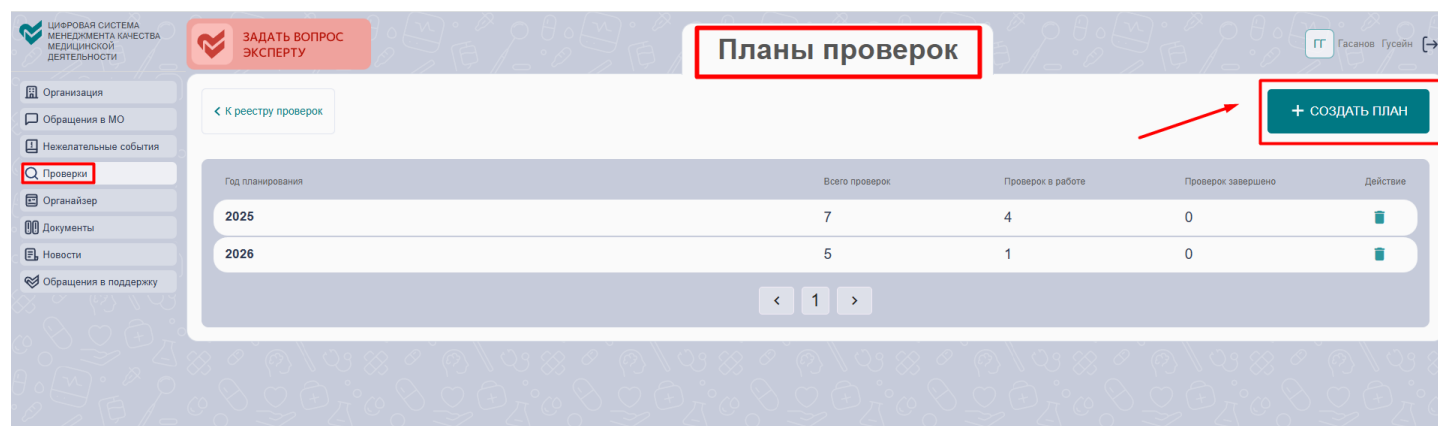 ЦИФРОВАЯ СИСТЕМА
МЕНЕДЖМЕНТА КАЧЕСТВА
МЕДИЦИНСКОЙ
ДЕЯТЕЛЬНОСТИ
ЗАДАТЬ ВОПРОС
ЭКСПЕРТУ
Планы проверок
ГГ Гасанов Гусейн
Организация
Обращения в МО
Нежелательные события
Проверки
Органайзер
Документы
Новости
Обращения в поддержку
К реестру проверок
+ СОЗДАТЬ ПЛАН
Год планирования Всего проверок Проверок в работе Проверок завершено Действие
2025 7 4 0
2026 5 1 0
< 1 >